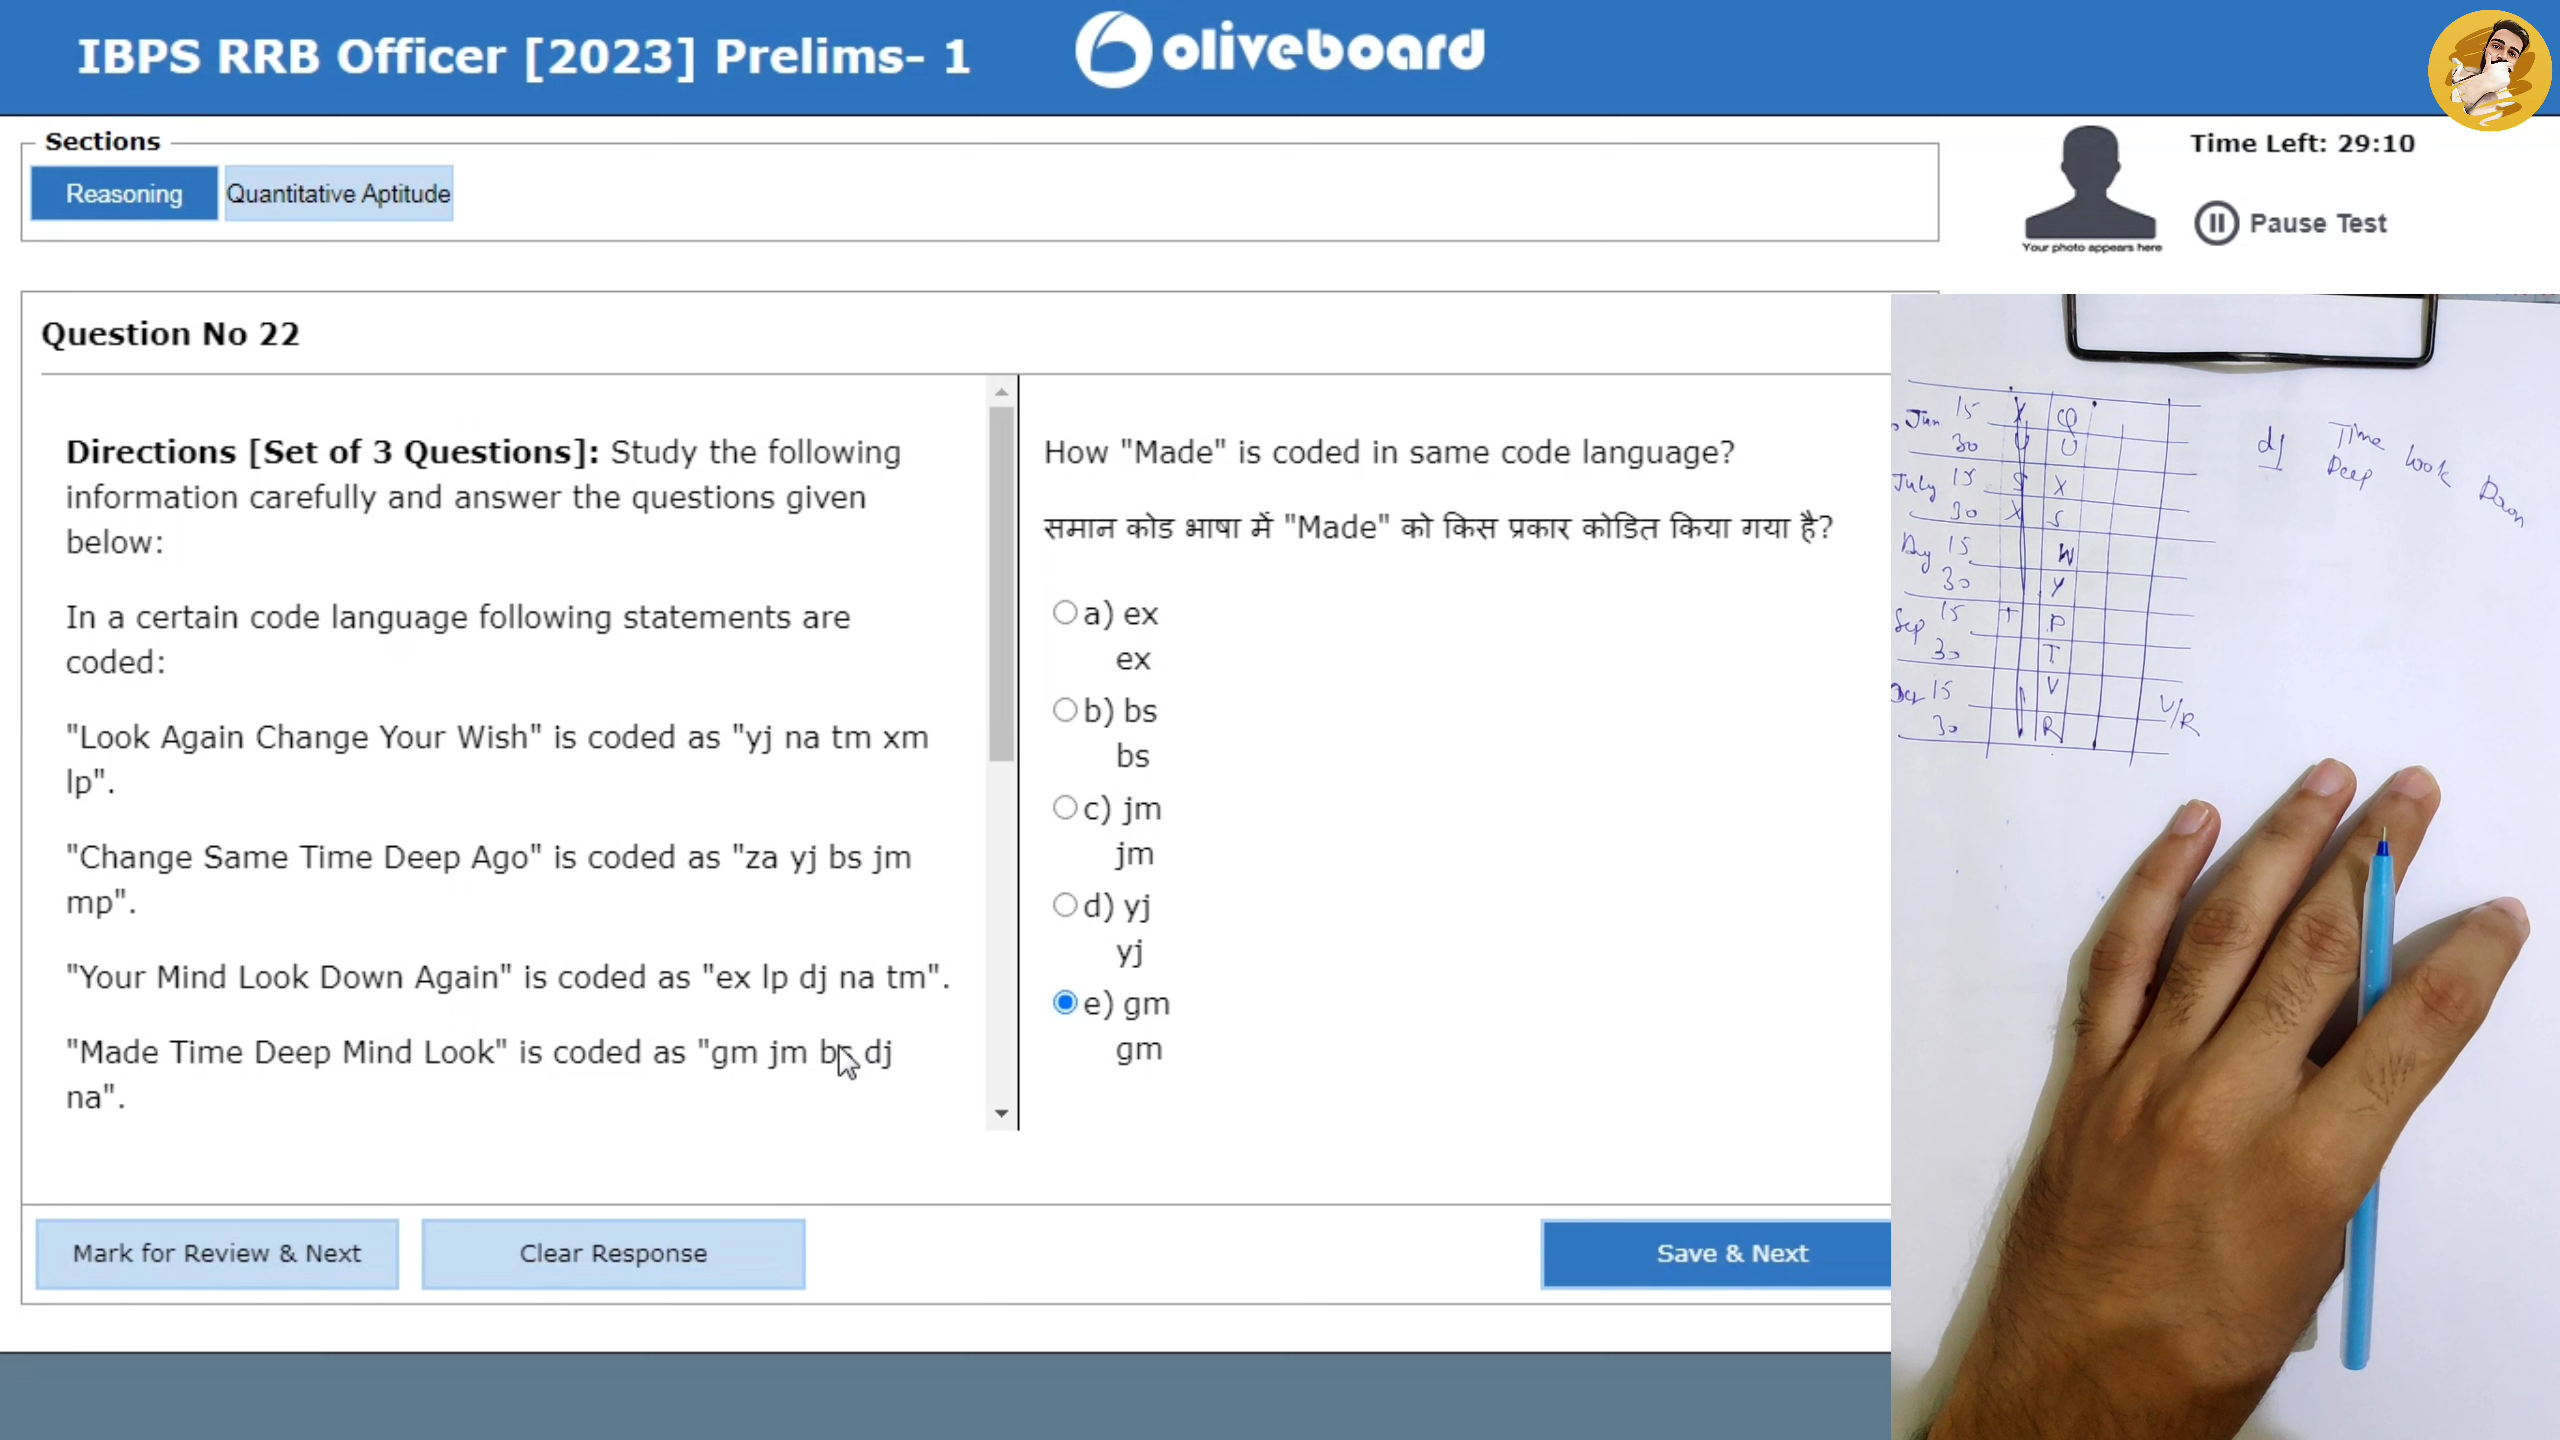 IBPS RRB Officer [2023] Prelims- 1
oliveboard
Sections
Reasoning
Quantitative Aptitude
Your photo appears here
Time Left: 29:10
Pause Test
Question No 22
Directions [Set of 3 Questions]: Study the following
information carefully and answer the questions given
below:
In a certain code language following statements are
coded:
"Look Again Change Your Wish" is coded as "yj na tm xm
lp".
"Change Same Time Deep Ago" is coded as "za yj bs jm
mp".
"Your Mind Look Down Again" is coded as "ex lp dj na tm".
"Made Time Deep Mind Look" is coded as "gm jm bs dj
na".
How "Made" is coded in same code language?
समान कोड भाषा में "Made" को किस प्रकार कोडित किया गया है?
a) ex
ex
b) bs
bs
c) jm
jm
d) yj
yj
e) gm
gm
Mark for Review & Next
Clear Response
Save & Next
Jun 15 Q
30 U U
July 15 S X
30 X S
15 W
30 Y
Sep 15 T P
30 T
15 V
30 R
V/R
dj Time Look Down
Deep